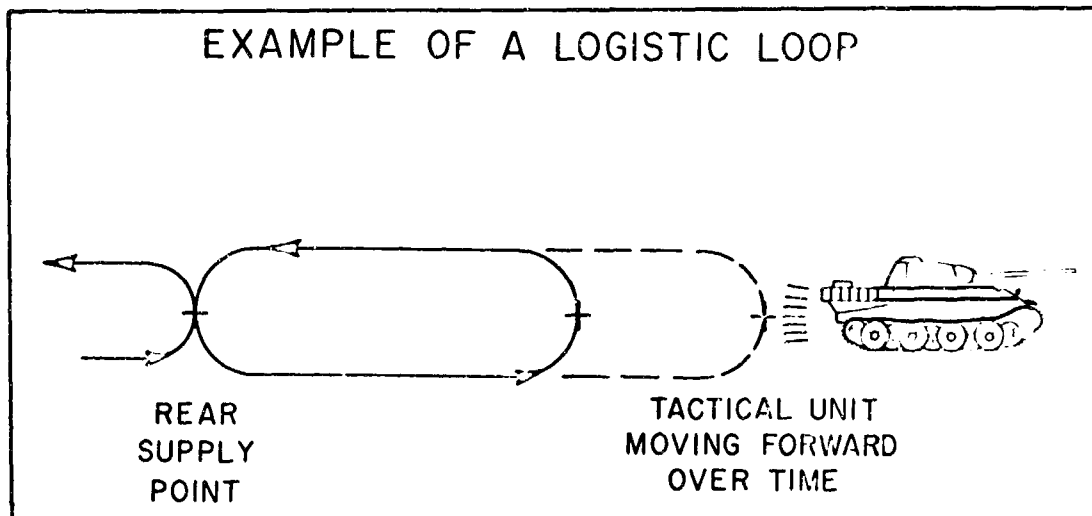 EXAMPLE OF A LOGISTIC LOOP
REAR
SUPPLY
POINT
TACTICAL UNIT
MOVING FORWARD
OVER TIME